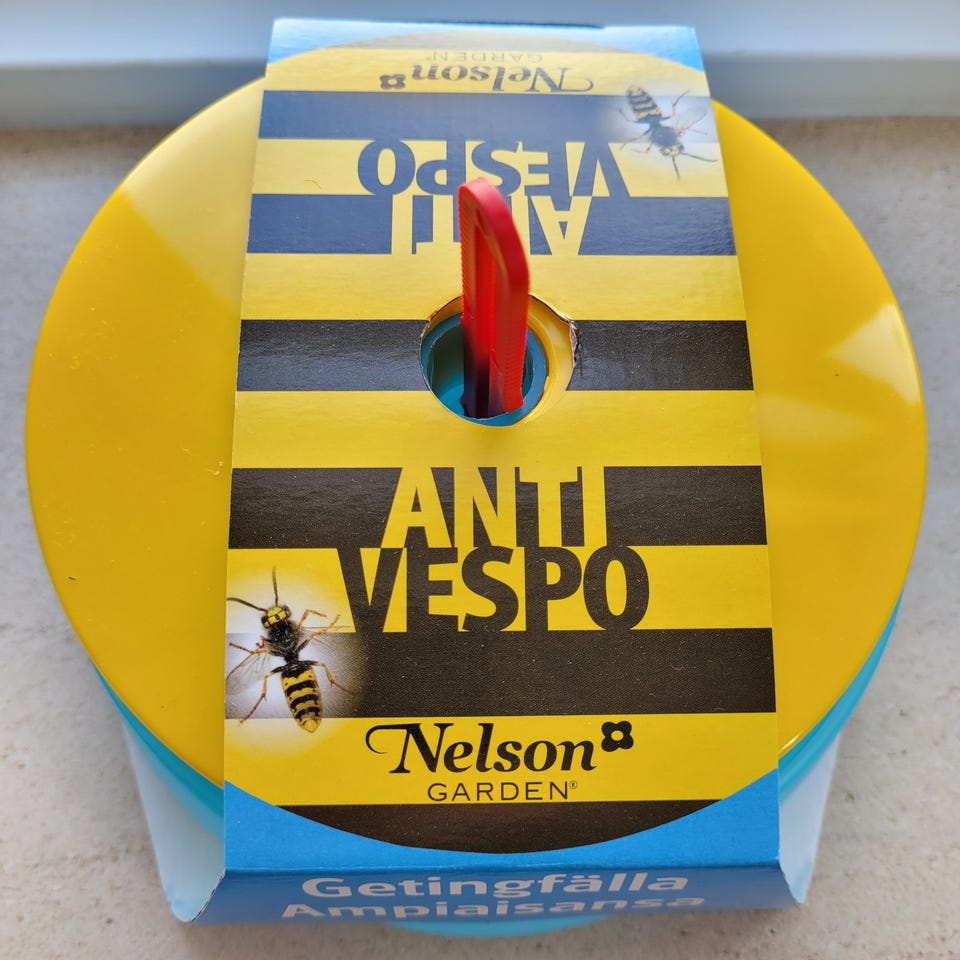 Nelson
GARDEN®
VESPO
ANTI
ANTI
VESPO
Nelson
GARDEN®
Getingfälla
Ampiaisansa